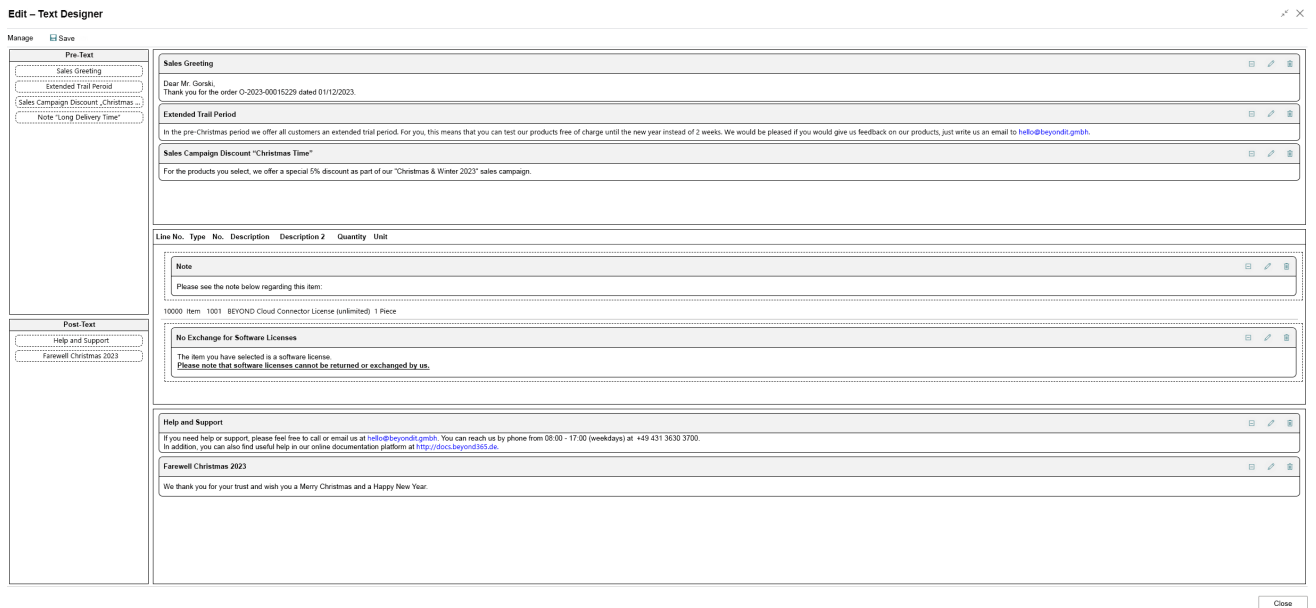 Edit – Text Designer
Manage Save
Pre-Text
Sales Greeting
Extended Trail Peroid
Sales Campaign Discount „Christmas ...
Note "Long Delivery Time"
Post-Text
Help and Support
Farewell Christmas 2023
Sales Greeting
Dear Mr. Gorski,
Thank you for the order O-2023-00015229 dated 01/12/2023.
Extended Trail Period
In the pre-Christmas period we offer all customers an extended trial period. For you, this means that you can test our products free of charge until the new year instead of 2 weeks. We would be pleased if you would give us feedback on our products, just write us an email to hello@beyondit.gmbh.
Sales Campaign Discount "Christmas Time"
For the products you select, we offer a special 5% discount as part of our "Christmas & Winter 2023" sales campaign.
Line No. Type No. Description Description 2 Quantity Unit
Note
Please see the note below regarding this item:
10000 Item 1001 BEYOND Cloud Connector License (unlimited) 1 Piece
No Exchange for Software Licenses
The item you have selected is a software license.
Please note that software licenses cannot be returned or exchanged by us.
Help and Support
If you need help or support, please feel free to call or email us at hello@beyondit.gmbh. You can reach us by phone from 08:00 - 17:00 (weekdays) at +49 431 3630 3700.
In addition, you can also find useful help in our online documentation platform at http://docs.beyond365.de.
Farewell Christmas 2023
We thank you for your trust and wish you a Merry Christmas and a Happy New Year.
Close